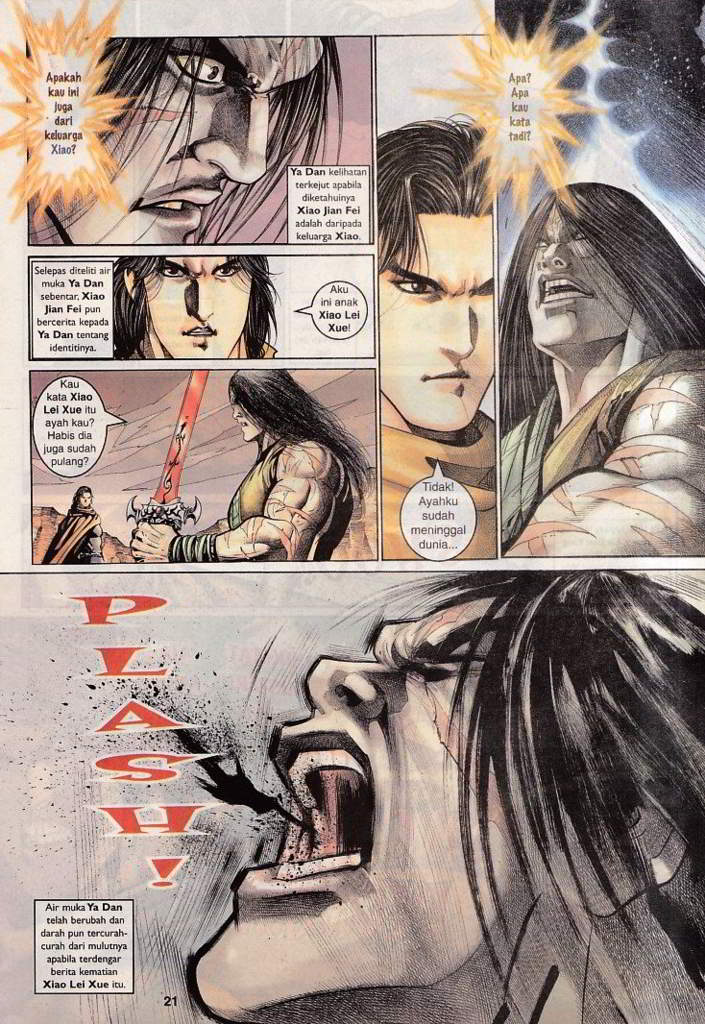 Apakah
kau ini
juga
dari
keluarga
Xiao?
Ya Dan kelihatan
terkejut apabila
diketahuinya
Xiao Jian Fei
adalah daripada
keluarga Xiao.
Selepas diteliti air
muka Ya Dan
sebentar, Xiao
Jian Fei pun
bercerita kepada
Ya Dan tentang
identitinya.
Aku
ini anak
Xiao Lei
Xue!
Kau
kata Xiao
Lei Xue itu
ayah kau?
Habis dia
juga sudah
pulang?
Tidak!
Ayahku
sudah
meninggal
dunia...
Apa?
Apa
kau
kata
tadi?
PLASH!
Air muka Ya Dan
telah berubah dan
darah pun tercurah-
curah dari mulutnya
apabila terdengar
berita kematian
Xiao Lei Xue itu.
21